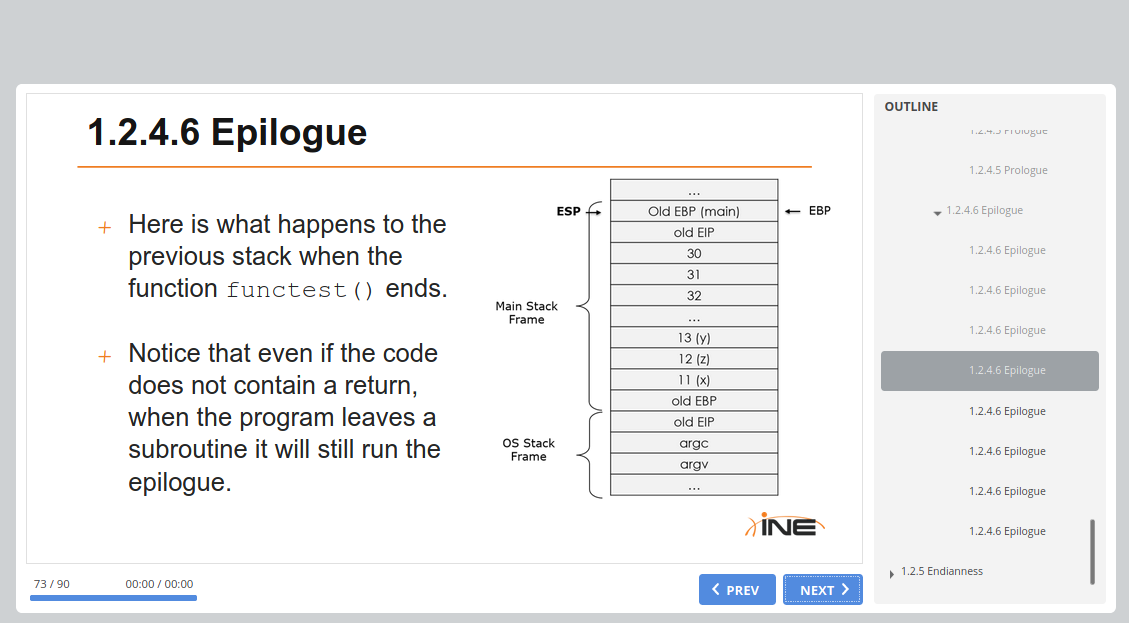 1.2.4.6 Epilogue
+ Here is what happens to the
previous stack when the
function functest() ends.
+ Notice that even if the code
does not contain a return,
when the program leaves a
subroutine it will still run the
epilogue.
...
ESP
Old EBP (main)
EBP
old EIP
30
31
32
Main Stack
Frame
...
13 (y)
12 (z)
11 (x)
old EBP
old EIP
OS Stack
Frame
argc
argv
...
INE
73 / 90
00:00 / 00:00
PREV
NEXT
OUTLINE
1.2.4.5 Prologue
1.2.4.5 Prologue
1.2.4.6 Epilogue
1.2.4.6 Epilogue
1.2.4.6 Epilogue
1.2.4.6 Epilogue
1.2.4.6 Epilogue
1.2.4.6 Epilogue
1.2.4.6 Epilogue
1.2.4.6 Epilogue
1.2.4.6 Epilogue
1.2.5 Endianness